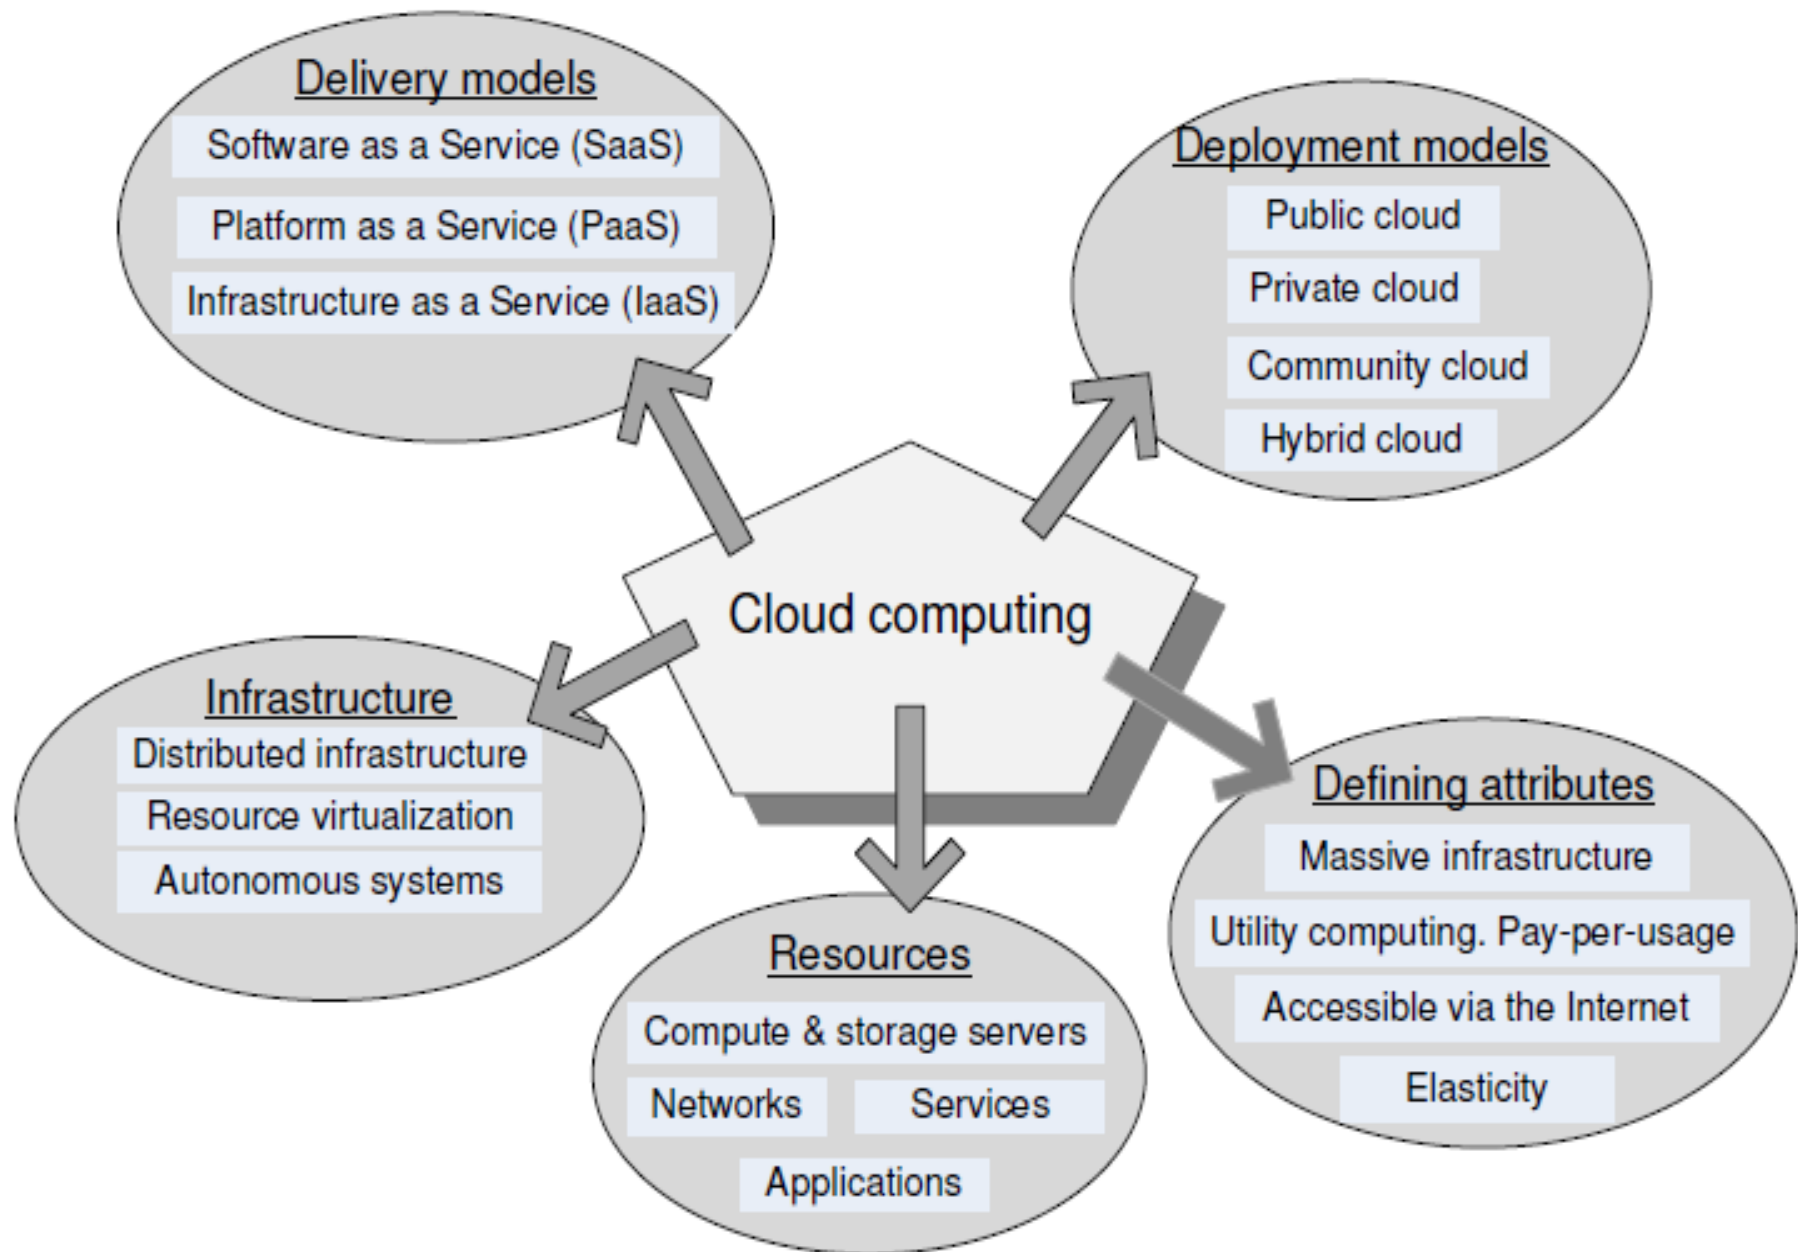 Delivery models
Software as a Service (SaaS)
Platform as a Service (PaaS)
Infrastructure as a Service (IaaS)
Deployment models
Public cloud
Private cloud
Community cloud
Hybrid cloud
Cloud computing
Infrastructure
Distributed infrastructure
Resource virtualization
Autonomous systems
Resources
Compute & storage servers
Networks
Services
Applications
Defining attributes
Massive infrastructure
Utility computing. Pay-per-usage
Accessible via the Internet
Elasticity